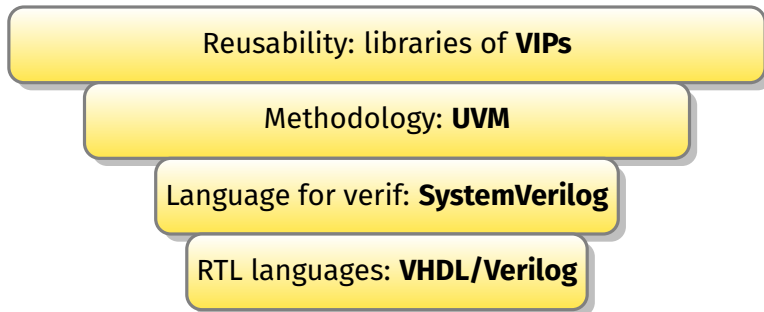 Reusability: libraries of VIPs
Methodology: UVM
Language for verif: SystemVerilog
RTL languages: VHDL/Verilog